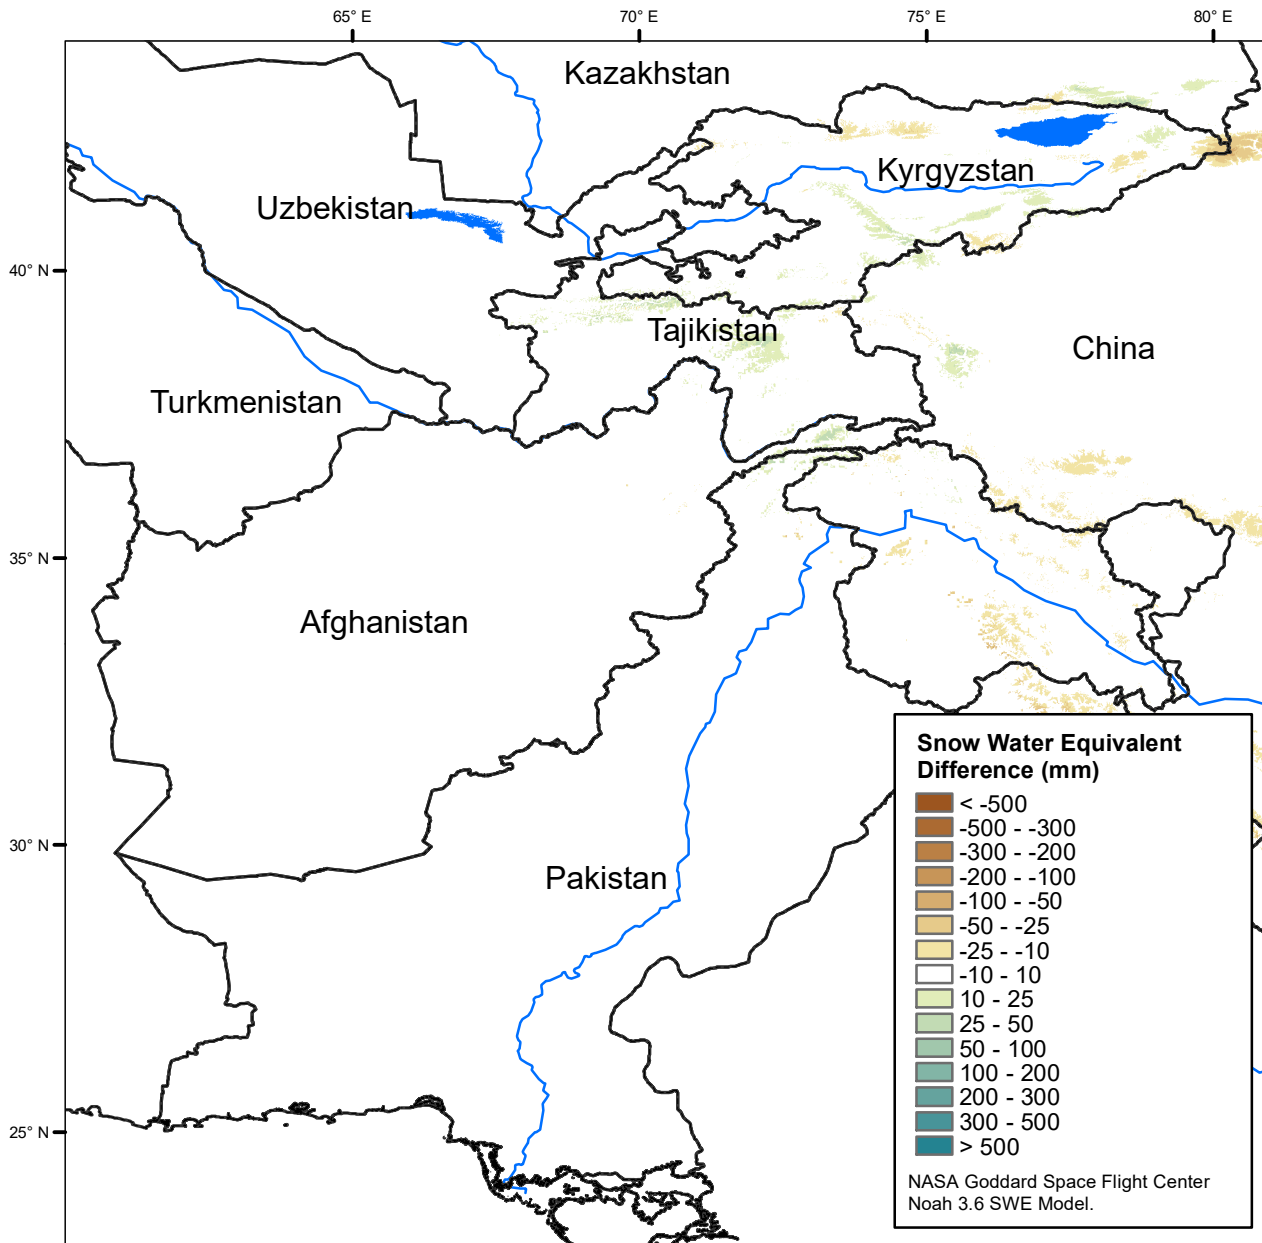 65° E
70° E
75° E
80° E
Kazakhstan
Kyrgyzstan
Uzbekistan
40° N
Tajikistan
China
Turkmenistan
35° N
Afghanistan
30° N
Pakistan
25° N
Snow Water Equivalent
Difference (mm)
< -500
-500 - -300
-300 - -200
-200 - -100
-100 - -50
-50 - -25
-25 - -10
-10 - 10
10 - 25
25 - 50
50 - 100
100 - 200
200 - 300
300 - 500
> 500
NASA Goddard Space Flight Center
Noah 3.6 SWE Model.